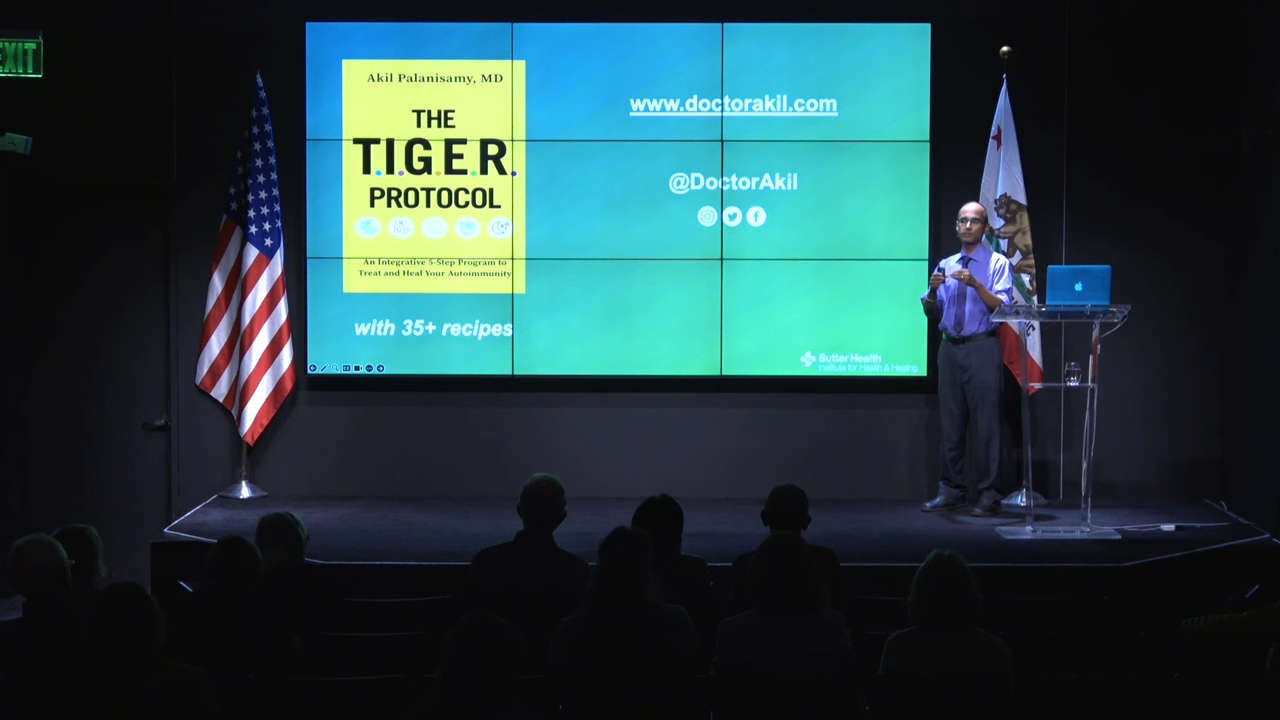 EXIT
Akil Palanisamy, MD
THE
T.I.G.E.R.
PROTOCOL
An Integrative 5-Step Program to
Treat and Heal Your Autoimmunity
with 35+ recipes
www.doctorakil.com
@DoctorAkil
Sutter Health
Institute for Health & Healing